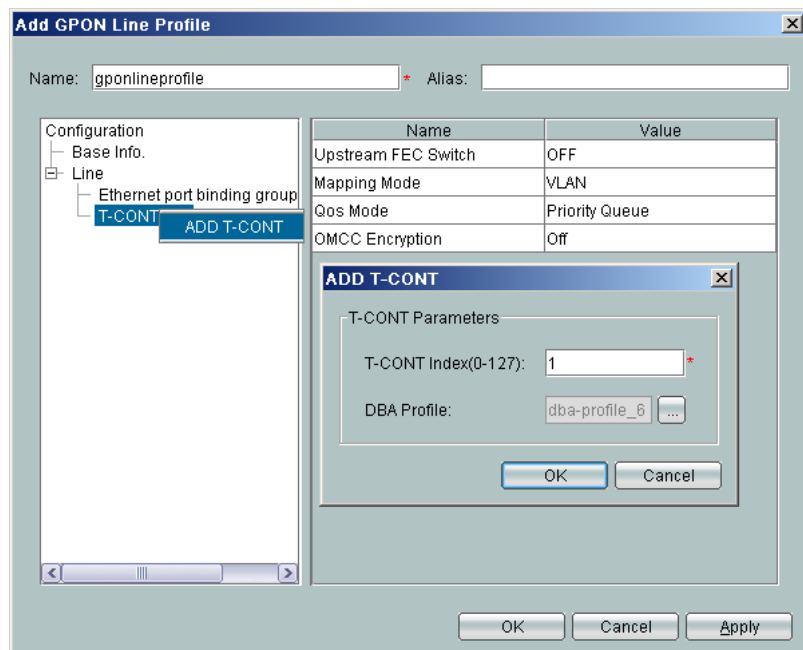 Add GPON Line Profile
Name: gponlineprofile * Alias:
Configuration
Base Info.
Line
Ethernet port binding group
T-CONT
ADD T-CONT
Name Value
Upstream FEC Switch OFF
Mapping Mode VLAN
Qos Mode Priority Queue
OMCC Encryption Off
ADD T-CONT
T-CONT Parameters
T-CONT Index(0-127): 1 *
DBA Profile: dba-profile_6 ...
OK Cancel
OK Cancel Apply